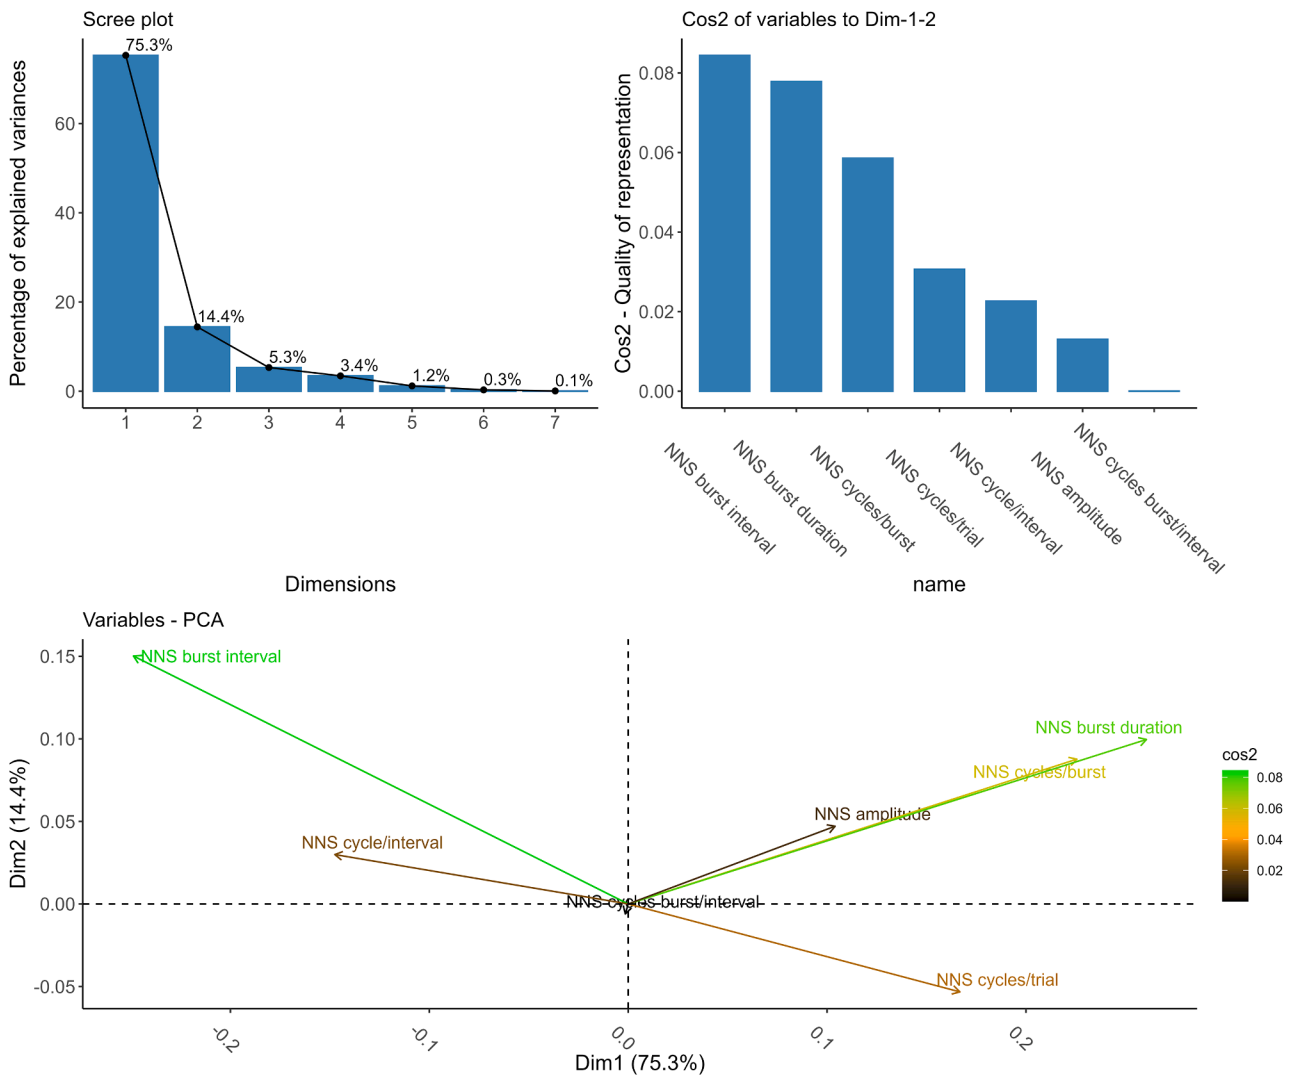 Scree plot
Percentage of explained variances
60
40
20
0
75.3%
14.4%
5.3%
3.4%
1.2%
0.3%
0.1%
1 2 3 4 5 6 7
Dimensions
Cos2 of variables to Dim-1-2
Cos2 - Quality of representation
0.08
0.06
0.04
0.02
0.00
NNS burst interval
NNS burst duration
NNS cycles/burst
NNS cycles/trial
NNS cycle/interval
NNS amplitude
NNS cycles burst/interval
name
Variables - PCA
Dim2 (14.4%)
0.15
0.10
0.05
0.00
-0.05
NNS burst interval
NNS burst duration
NNS cycles/burst
NNS amplitude
NNS cycle/interval
NNS cycles burst/interval
NNS cycles/trial
-0.2 -0.1 0.0 0.1 0.2
Dim1 (75.3%)
cos2
0.08
0.06
0.04
0.02